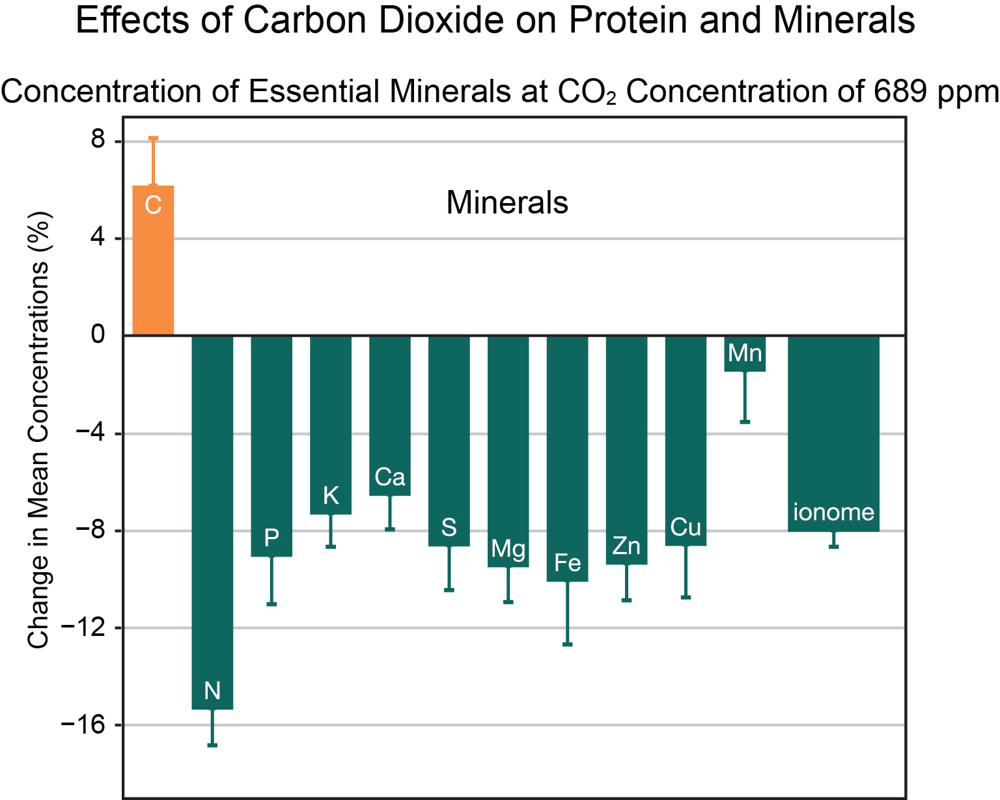 Effects of Carbon Dioxide on Protein and Minerals
Concentration of Essential Minerals at CO₂ Concentration of 689 ppm
Change in Mean Concentrations (%)
8
4
0
−4
−8
−12
−16
Minerals
C
N
P
K
Ca
S
Mg
Fe
Zn
Cu
Mn
ionome